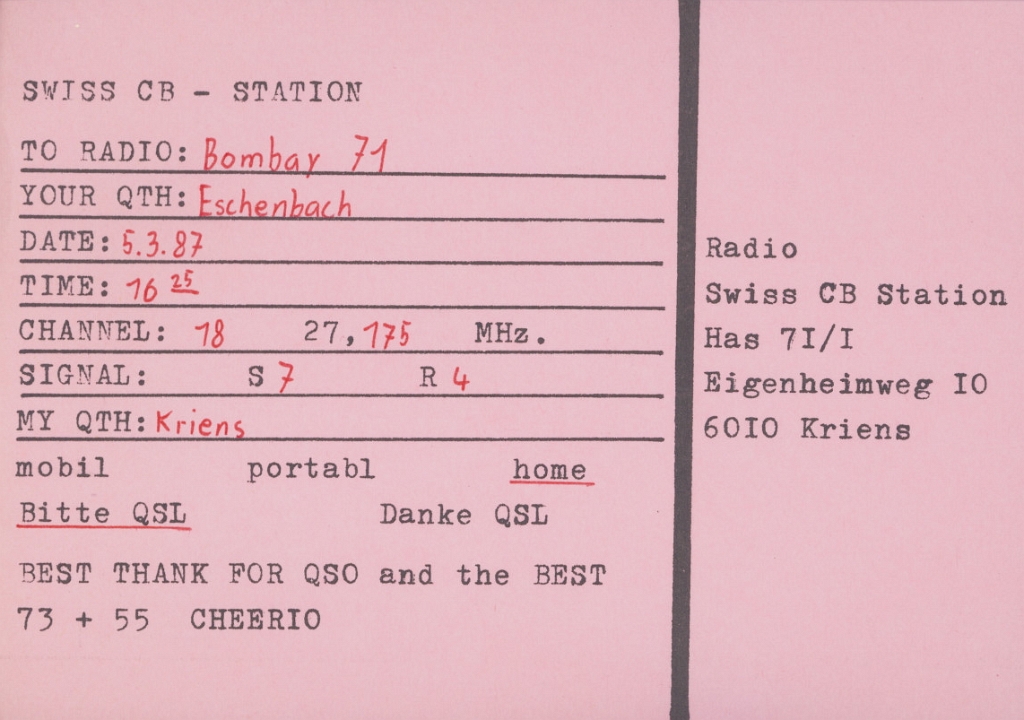 SWISS CB - STATION
TO RADIO: Bombay 71
YOUR QTH: Eschenbach
DATE: 5.3.87
TIME: 16 25
CHANNEL: 18 27,175 MHz.
SIGNAL: S 7 R 4
MY QTH: Kriens
mobil portabl home
Bitte QSL Danke QSL
BEST THANK FOR QSO and the BEST
73 + 55 CHEERIO
Radio
Swiss CB Station
Has 7I/I
Eigenheimweg IO
6OIO Kriens